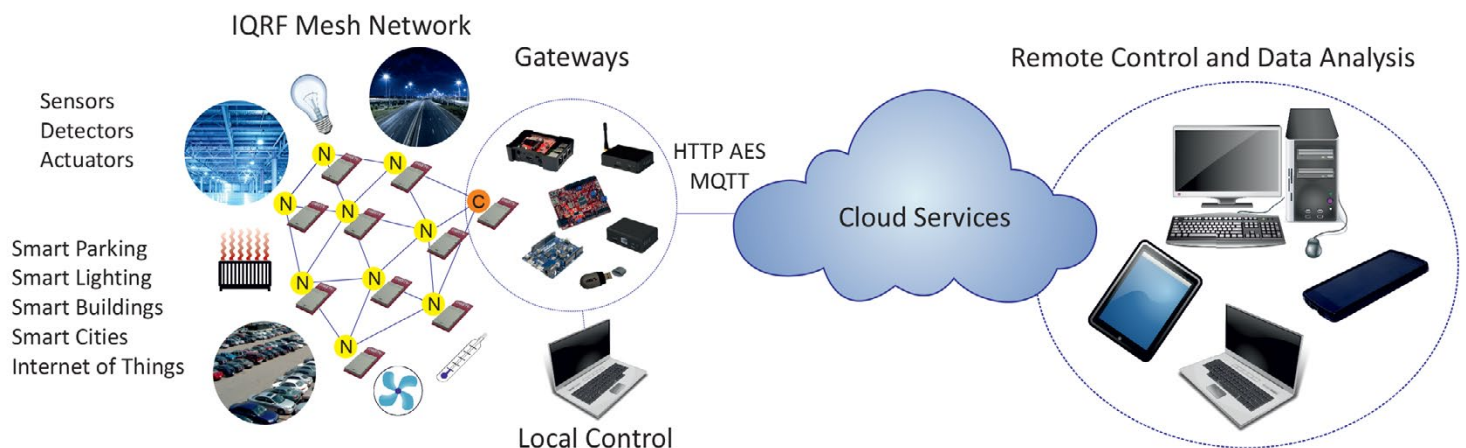 IQRF Mesh Network
Gateways
Remote Control and Data Analysis
Sensors
Detectors
Actuators
HTTP AES
MQTT
Cloud Services
Smart Parking
Smart Lighting
Smart Buildings
Smart Cities
Internet of Things
N
N
N
N
C
N
N
N
N
N
Local Control